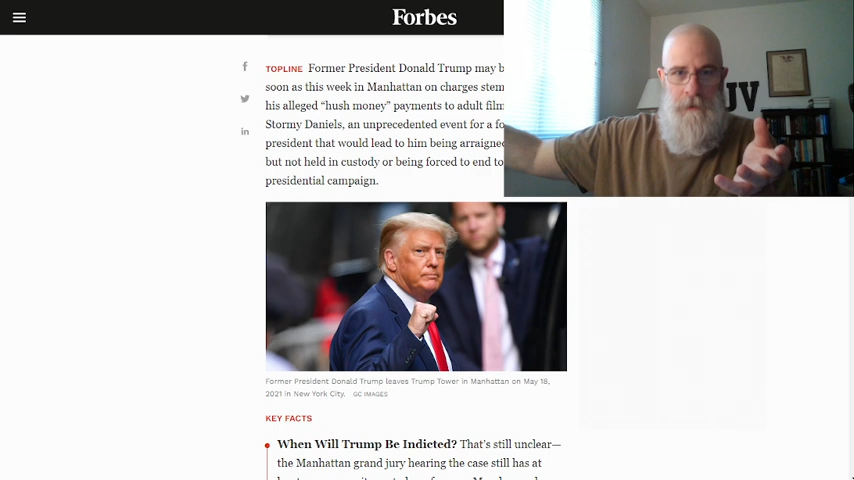 Forbes
TOPLINE Former President Donald Trump may b
soon as this week in Manhattan on charges stem
his alleged “hush money” payments to adult film
Stormy Daniels, an unprecedented event for a fo
president that would lead to him being arraigned
but not held in custody or being forced to end to
presidential campaign.
UV
Former President Donald Trump leaves Trump Tower in Manhattan on May 18,
2021 in New York City. GC IMAGES
KEY FACTS
When Will Trump Be Indicted? That’s still unclear—
the Manhattan grand jury hearing the case still has at